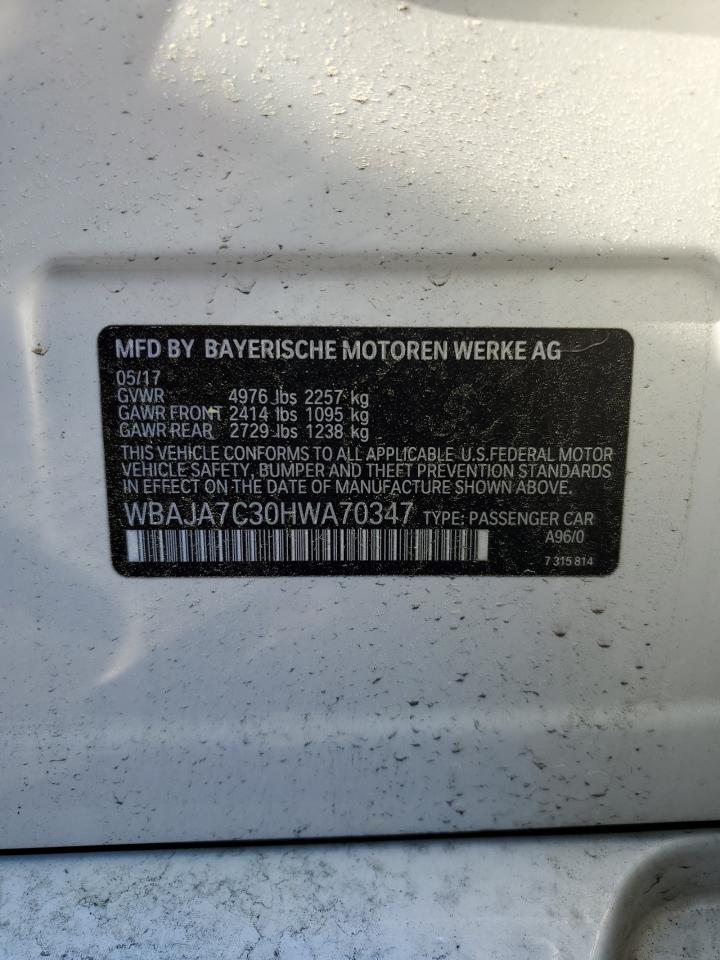 MFD BY BAYERISCHE MOTOREN WERKE AG
05/17
GVWR 4976 lbs 2257 kg
GAWR FRONT 2414 lbs 1095 kg
GAWR REAR 2729 lbs 1238 kg
THIS VEHICLE CONFORMS TO ALL APPLICABLE U.S.FEDERAL MOTOR
VEHICLE SAFETY, BUMPER AND THEFT PREVENTION STANDARDS
IN EFFECT ON THE DATE OF MANUFACTURE SHOWN ABOVE.
WBAJA7C30HWA70347 TYPE: PASSENGER CAR
A96/0
7 315 814